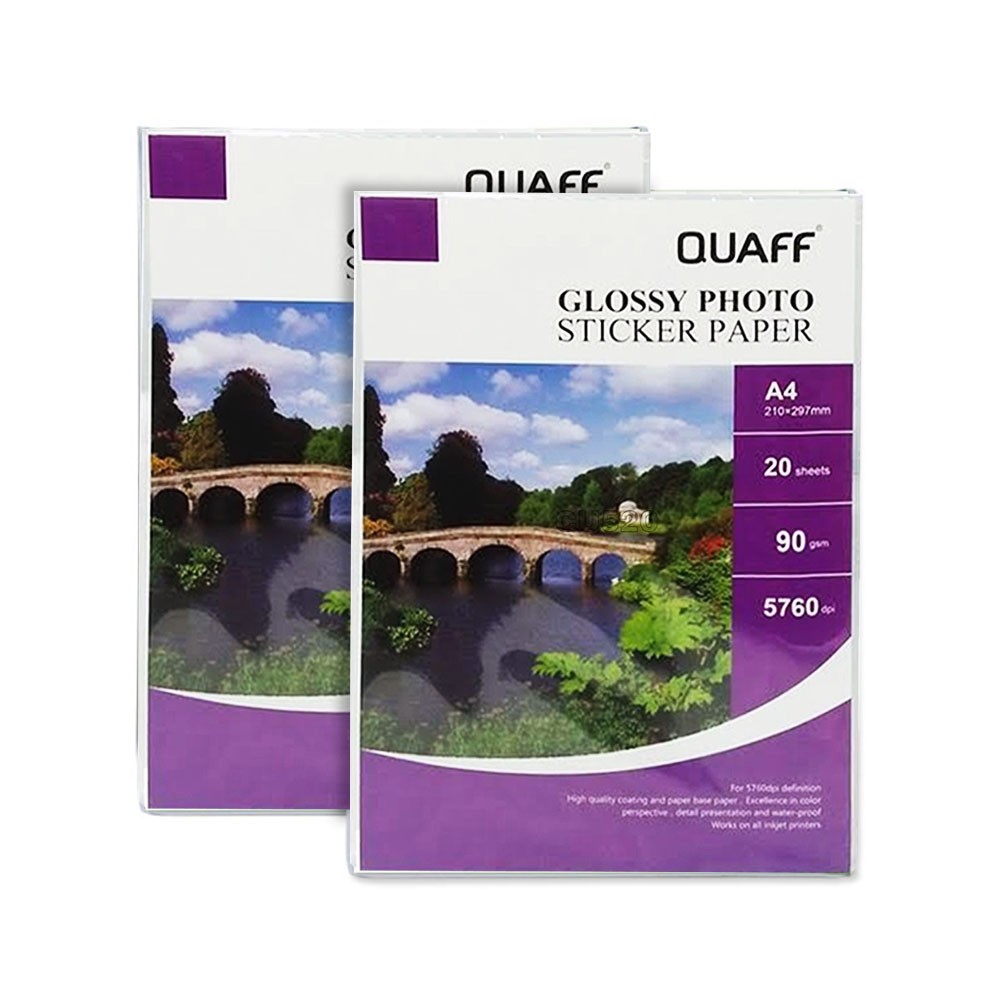 QUAFF®
QUAFF®
GLOSSY PHOTO
STICKER PAPER
A4
210×297mm
20 sheets
90 gsm
5760 dpi
For 5760dpi definition
High quality coating and paper base paper . Excellence in color
perspective , detail presentation and water-proof
Works on all inkjet printers